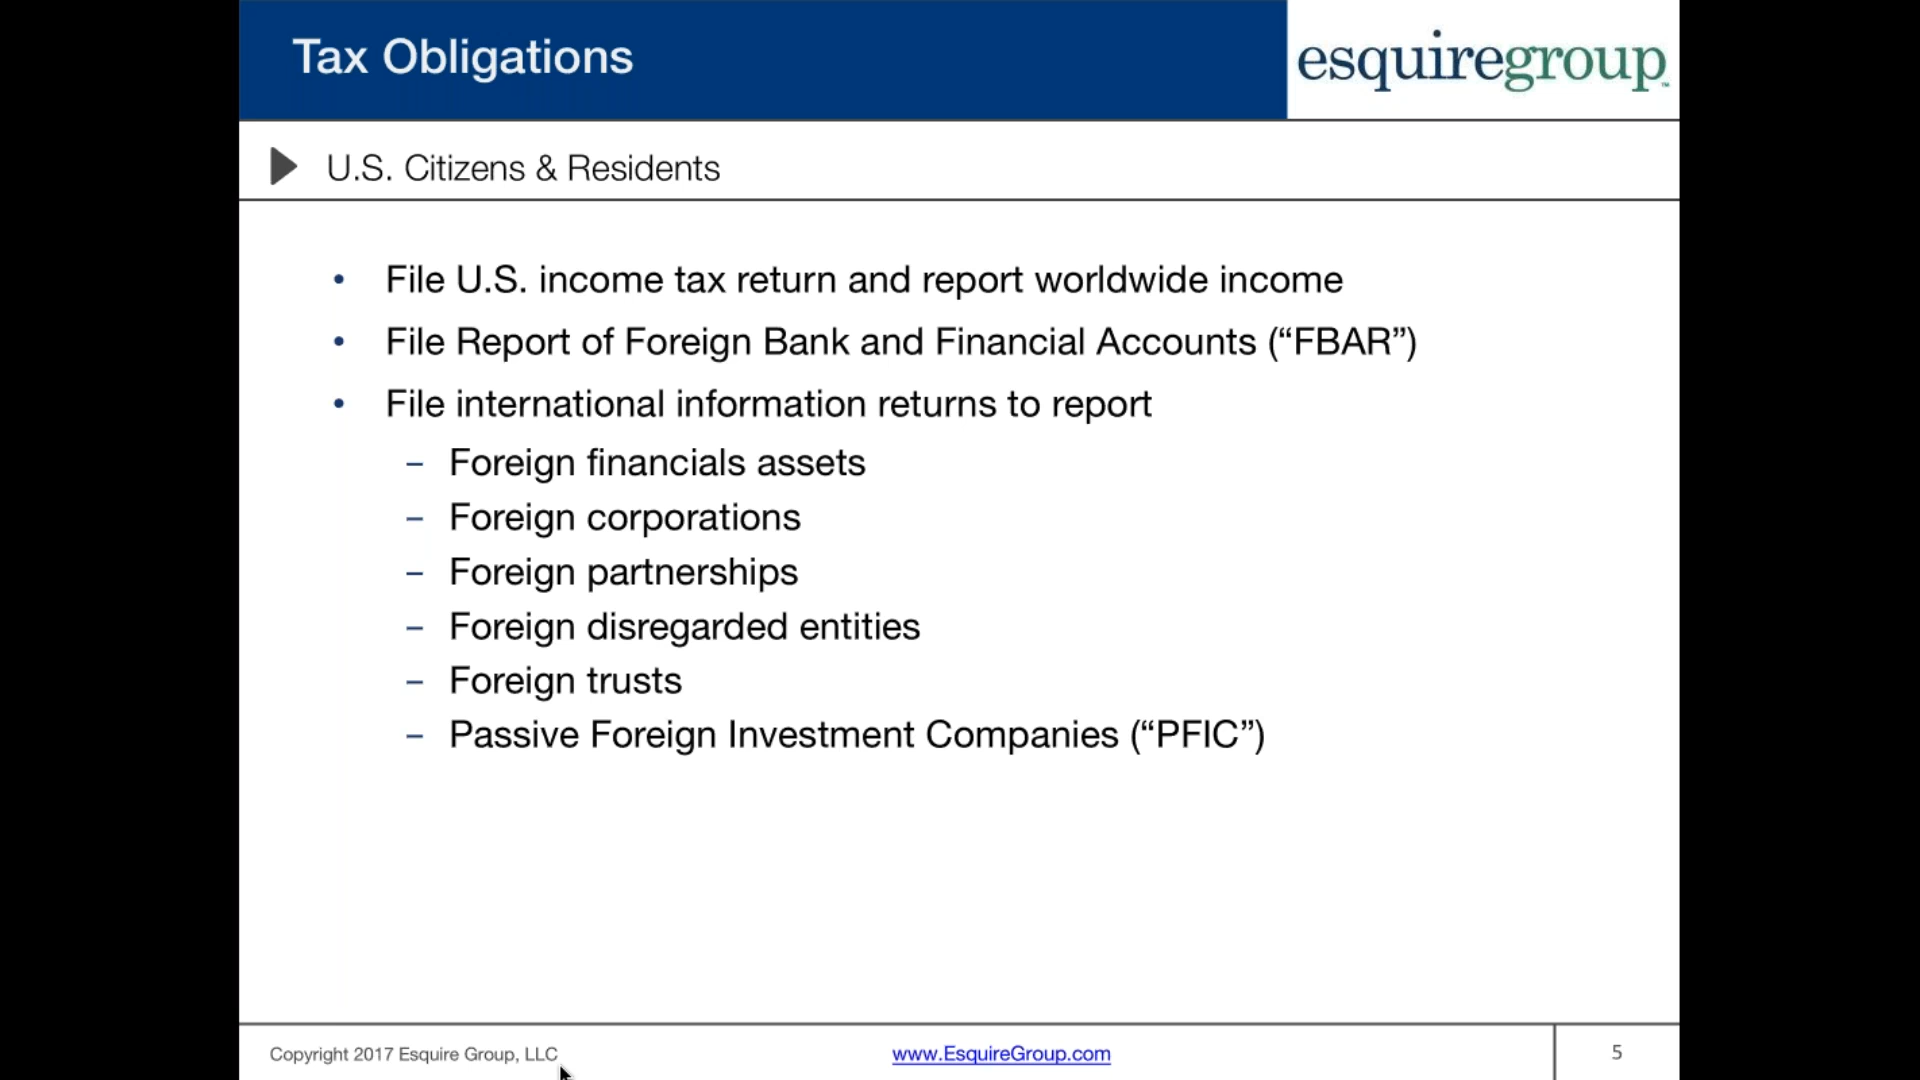 Tax Obligations
esquiregroup™
U.S. Citizens & Residents
• File U.S. income tax return and report worldwide income
• File Report of Foreign Bank and Financial Accounts (“FBAR”)
• File international information returns to report
– Foreign financials assets
– Foreign corporations
– Foreign partnerships
– Foreign disregarded entities
– Foreign trusts
– Passive Foreign Investment Companies (“PFIC”)
Copyright 2017 Esquire Group, LLC
www.EsquireGroup.com
5